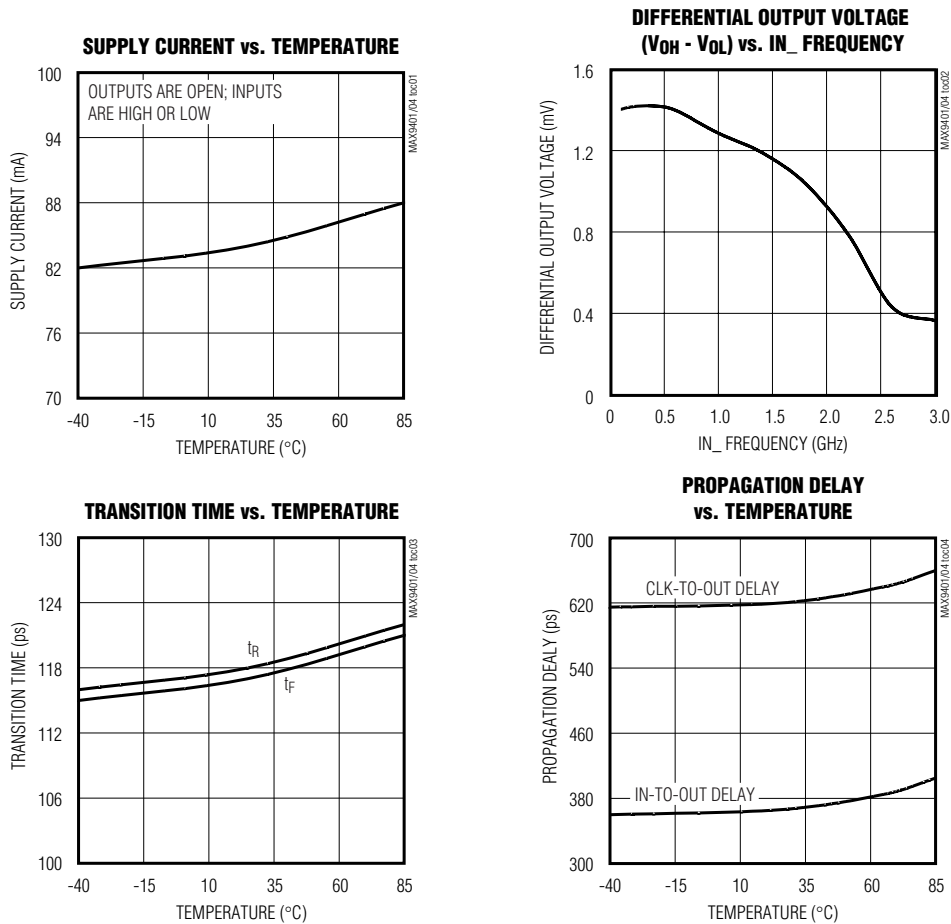 SUPPLY CURRENT vs. TEMPERATURE
OUTPUTS ARE OPEN; INPUTS
ARE HIGH OR LOW
100
94
88
82
76
70
SUPPLY CURRENT (mA)
-40
-15
10
35
60
85
TEMPERATURE (°C)
MAX9401/04 toc01
DIFFERENTIAL OUTPUT VOLTAGE
(VOH - VOL) vs. IN_ FREQUENCY
1.6
1.2
0.8
0.4
0
DIFFERENTIAL OUTPUT VOLTAGE (mV)
0
0.5
1.0
1.5
2.0
2.5
3.0
IN_ FREQUENCY (GHz)
MAX9401/04 toc02
TRANSITION TIME vs. TEMPERATURE
130
124
118
112
106
100
TRANSITION TIME (ps)
tR
tF
-40
-15
10
35
60
85
TEMPERATURE (°C)
MAX9401/04 toc03
PROPAGATION DELAY
vs. TEMPERATURE
700
620
540
460
380
300
PROPAGATION DEALY (ps)
CLK-TO-OUT DELAY
IN-TO-OUT DELAY
-40
-15
10
35
60
85
TEMPERATURE (°C)
MAX9401/04 toc04